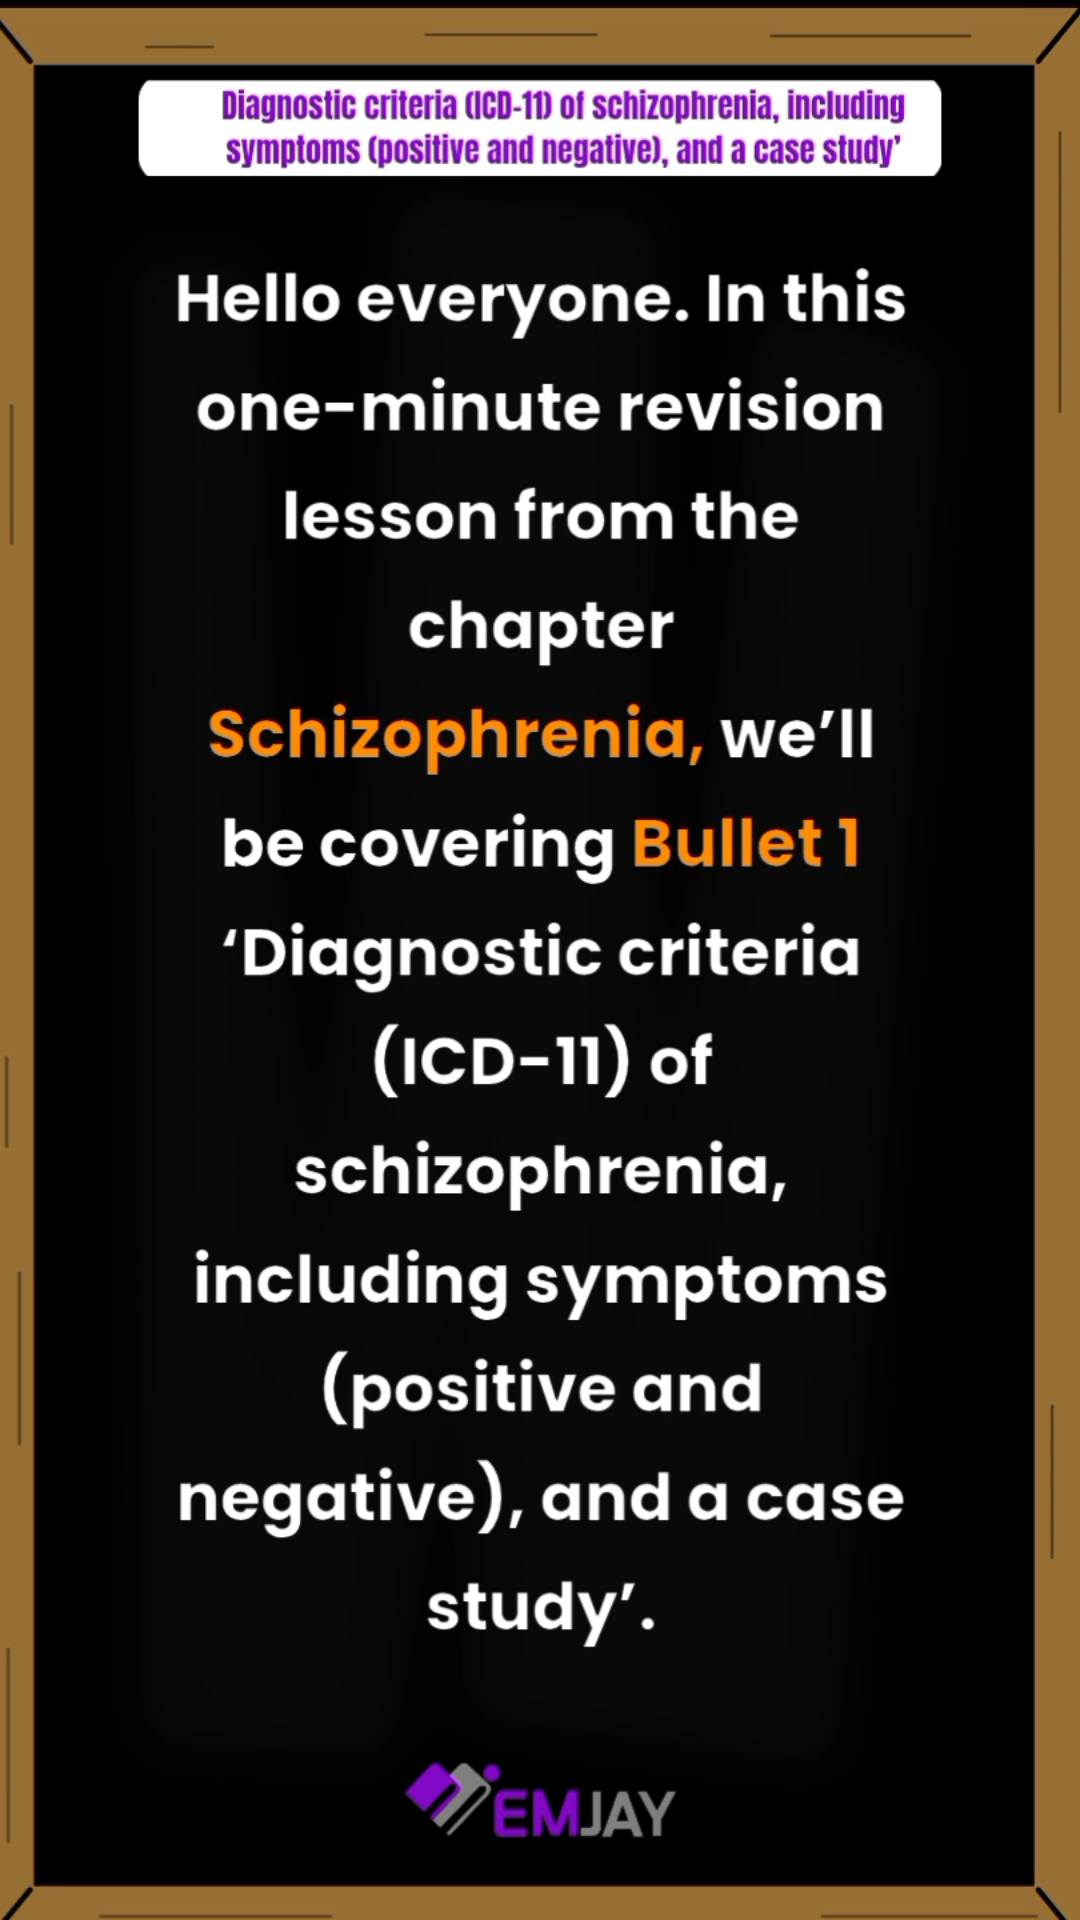 Diagnostic criteria (ICD-11) of schizophrenia, including
symptoms (positive and negative), and a case study’
Hello everyone. In this
one-minute revision
lesson from the
chapter
Schizophrenia, we’ll
be covering Bullet 1
‘Diagnostic criteria
(ICD-11) of
schizophrenia,
including symptoms
(positive and
negative), and a case
study’.
EMJAY